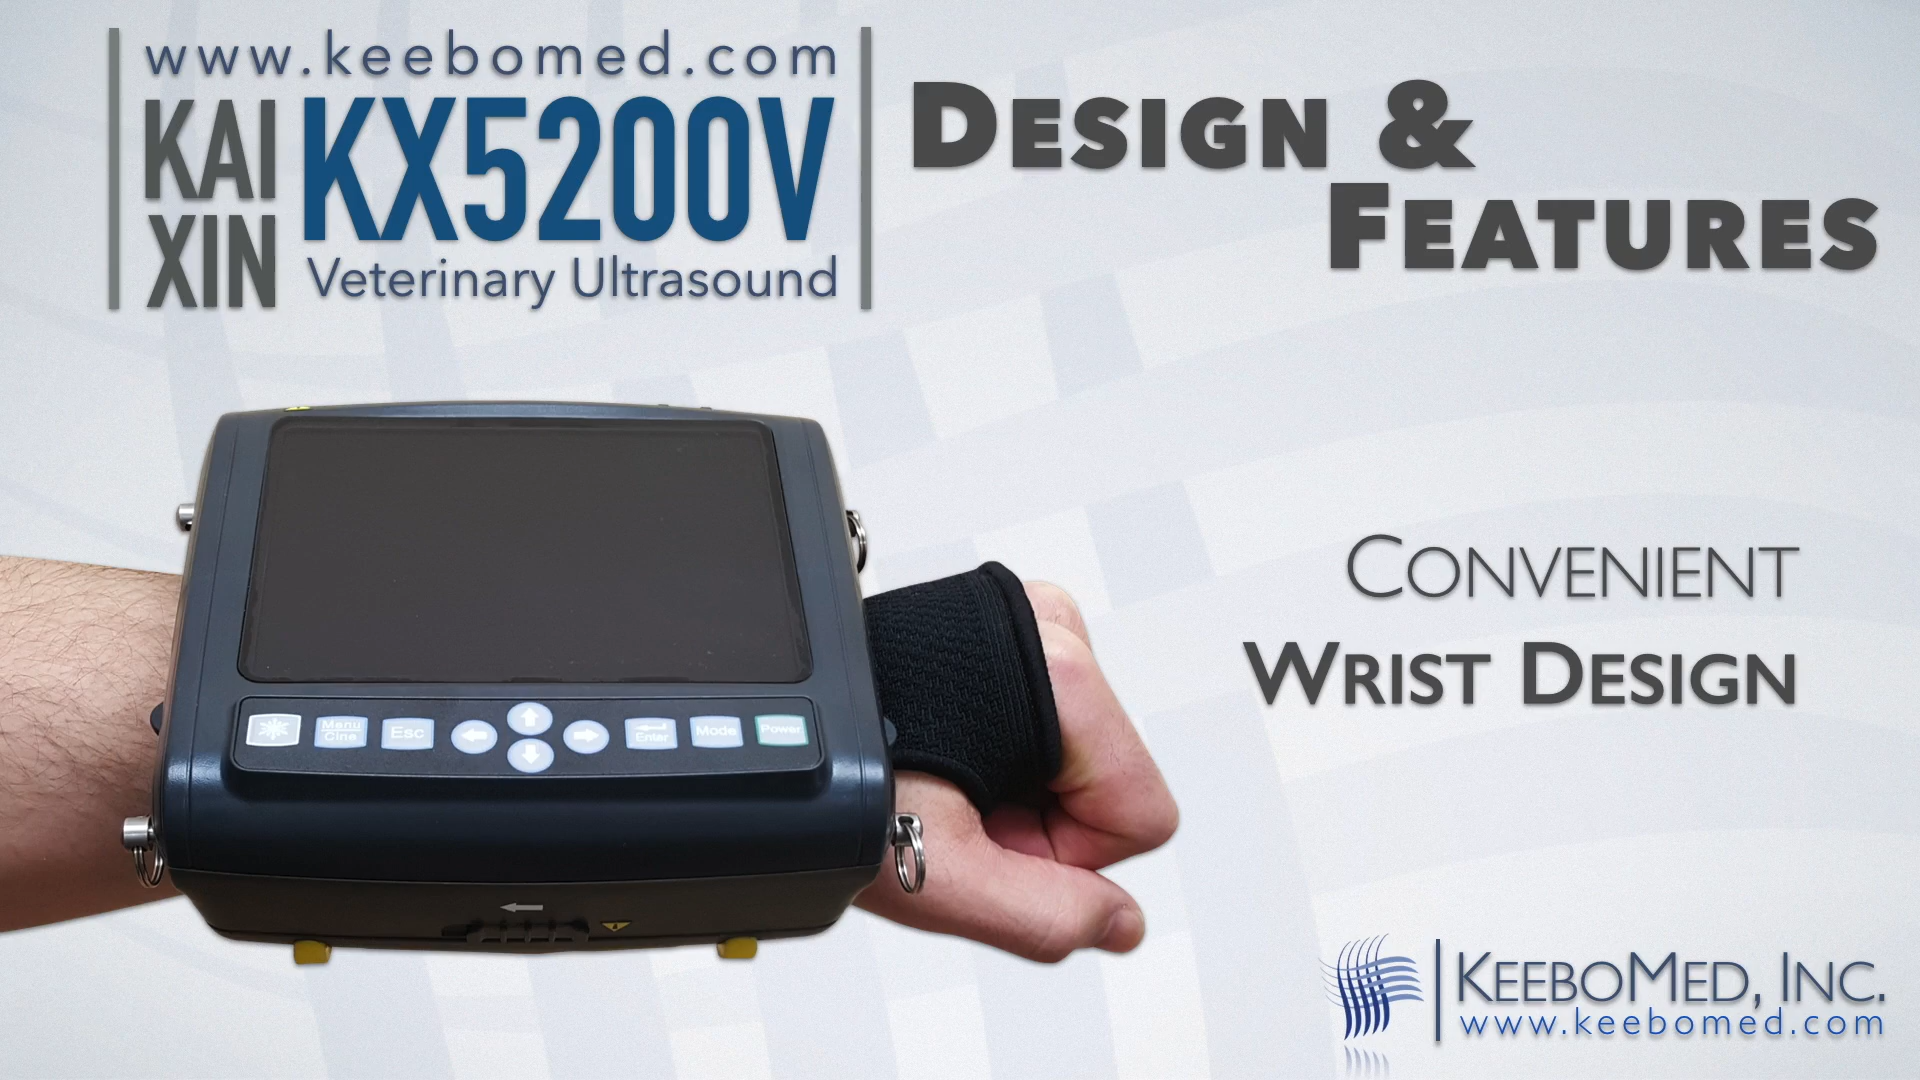 www.keebomed.com
KAI
XIN
KX5200V
Veterinary Ultrasound
DESIGN &
FEATURES
CONVENIENT
WRIST DESIGN
Menu
Cine
Esc
Enter
Mode
Power
KEEBOMED, INC.
www.keebomed.com